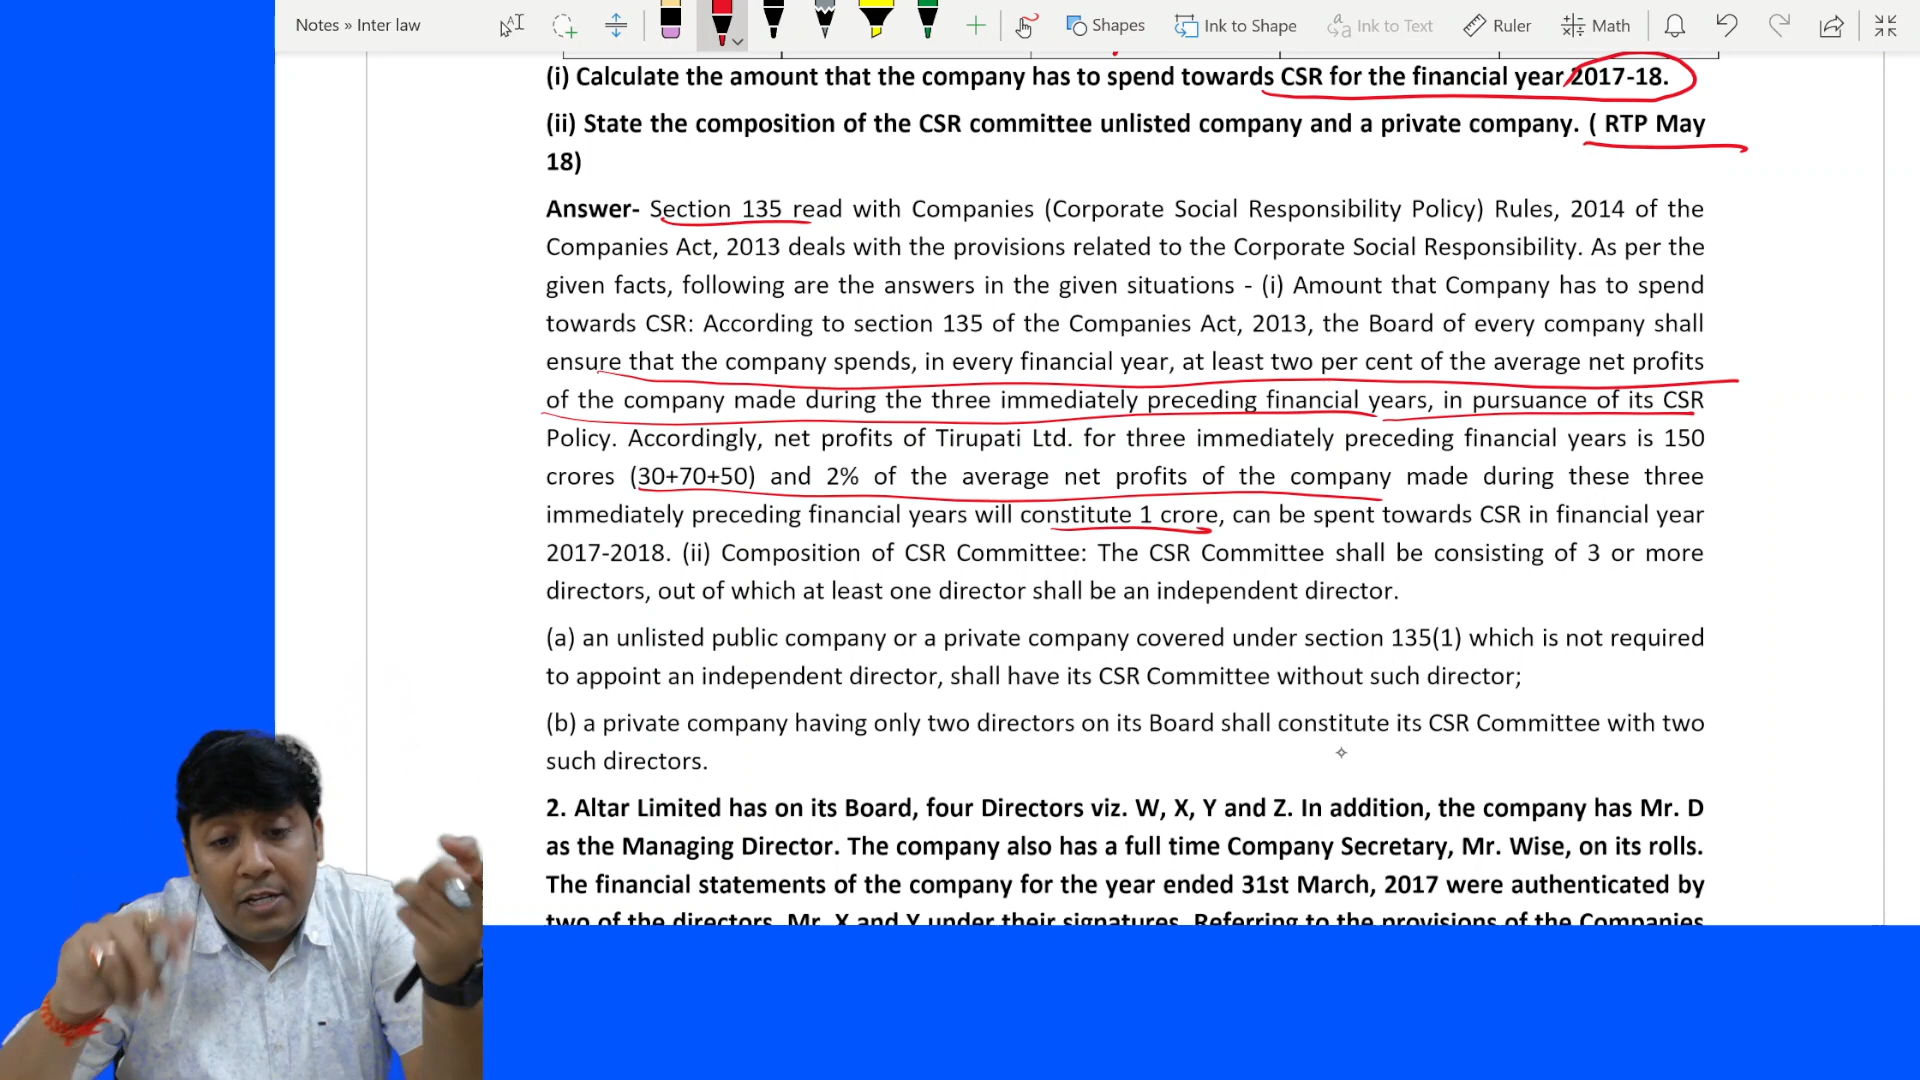 Notes » Inter law
Shapes
Ink to Shape
Ink to Text
Ruler
Math
(i) Calculate the amount that the company has to spend towards CSR for the financial year 2017-18.
(ii) State the composition of the CSR committee unlisted company and a private company. ( RTP May
18)
Answer- Section 135 read with Companies (Corporate Social Responsibility Policy) Rules, 2014 of the
Companies Act, 2013 deals with the provisions related to the Corporate Social Responsibility. As per the
given facts, following are the answers in the given situations - (i) Amount that Company has to spend
towards CSR: According to section 135 of the Companies Act, 2013, the Board of every company shall
ensure that the company spends, in every financial year, at least two per cent of the average net profits
of the company made during the three immediately preceding financial years, in pursuance of its CSR
Policy. Accordingly, net profits of Tirupati Ltd. for three immediately preceding financial years is 150
crores (30+70+50) and 2% of the average net profits of the company made during these three
immediately preceding financial years will constitute 1 crore, can be spent towards CSR in financial year
2017-2018. (ii) Composition of CSR Committee: The CSR Committee shall be consisting of 3 or more
directors, out of which at least one director shall be an independent director.
(a) an unlisted public company or a private company covered under section 135(1) which is not required
to appoint an independent director, shall have its CSR Committee without such director;
(b) a private company having only two directors on its Board shall constitute its CSR Committee with two
such directors.
2. Altar Limited has on its Board, four Directors viz. W, X, Y and Z. In addition, the company has Mr. D
as the Managing Director. The company also has a full time Company Secretary, Mr. Wise, on its rolls.
The financial statements of the company for the year ended 31st March, 2017 were authenticated by
two of the directors, Mr. X and Y under their signatures. Referring to the provisions of the Companies